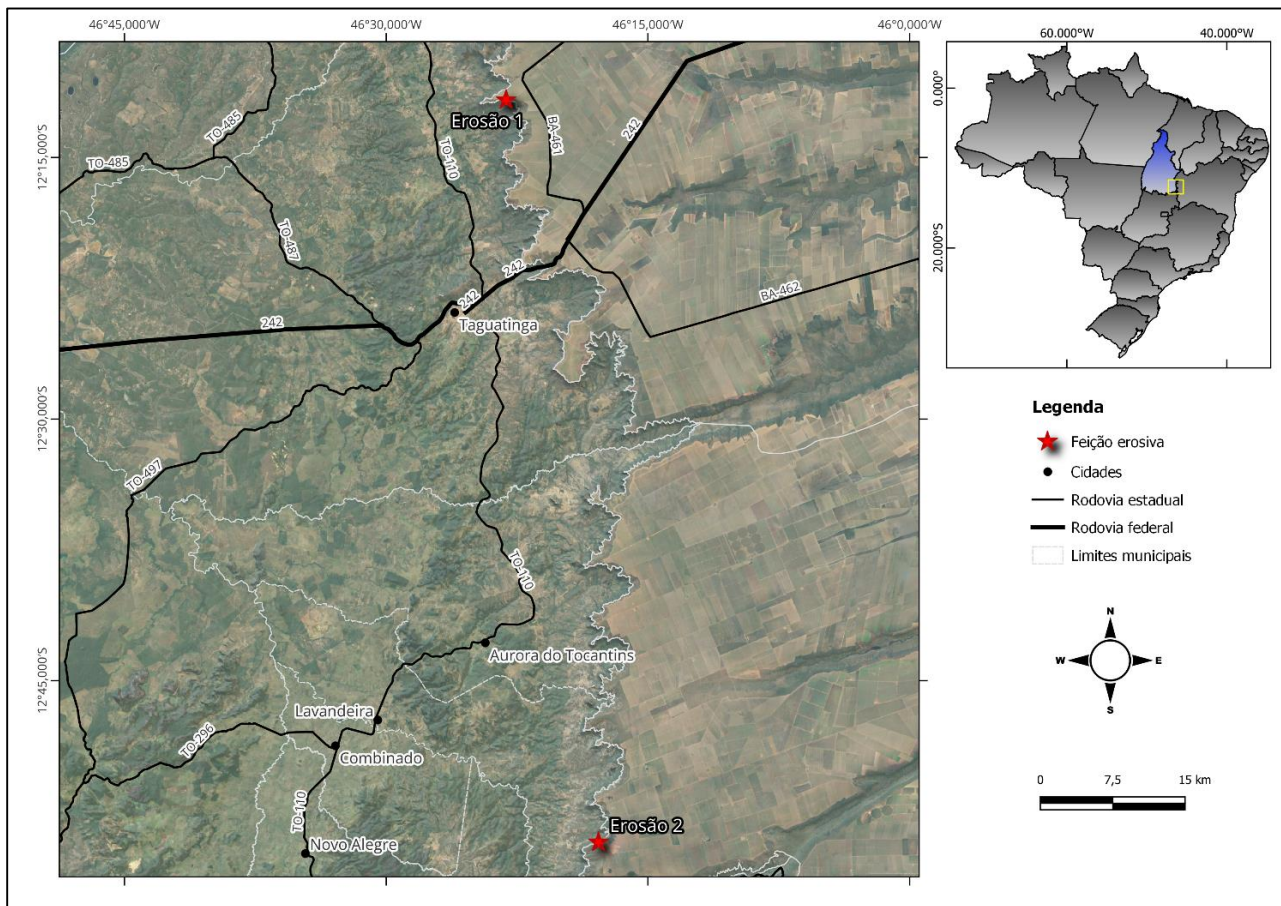 46°45,000'W
46°30,000'W
46°15,000'W
46°0,000'W
12°15,000'S
12°30,000'S
12°45,000'S
Erosão 1
TO-485
TO-485
TO-110
BA-461
242
TO-487
242
242
242
BA-462
Taguatinga
TO-497
TO-110
Aurora do Tocantins
Lavandeira
TO-296
Combinado
TO-110
Novo Alegre
Erosão 2
60.0000°W
40.000°W
0.000°
20.000°S
Legenda
Feição erosiva
Cidades
Rodovia estadual
Rodovia federal
Limites municipais
N
W
E
S
0
7,5
15 km